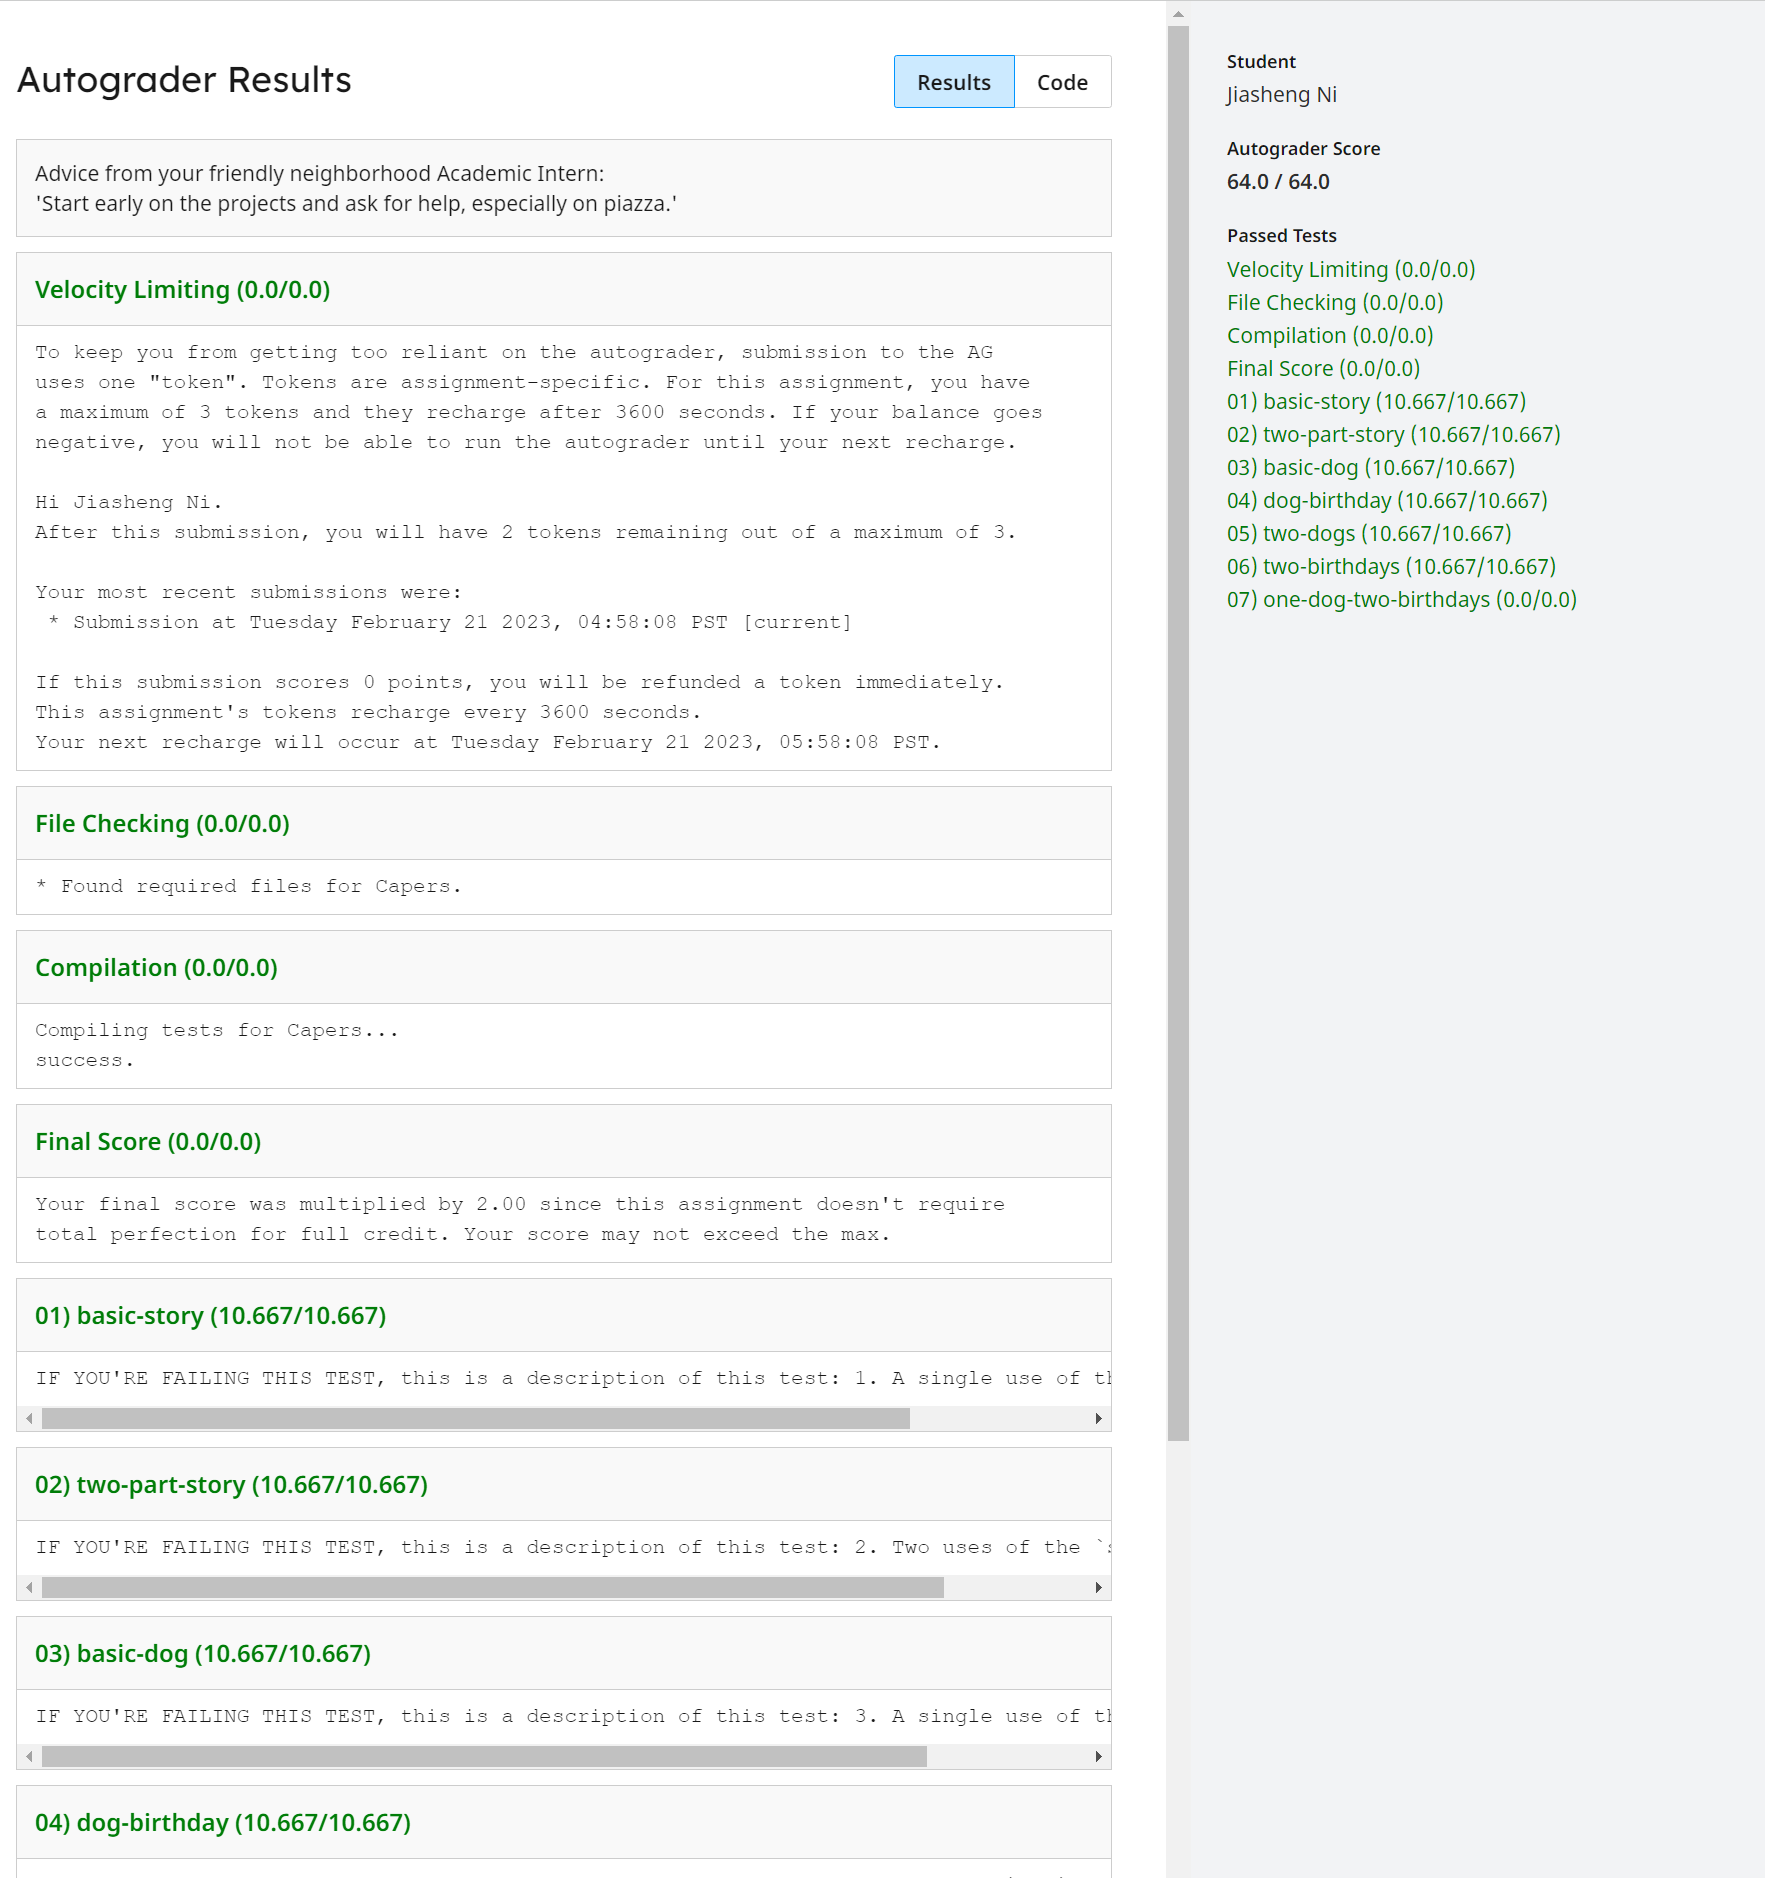 Autograder Results
Results
Code
Advice from your friendly neighborhood Academic Intern:
'Start early on the projects and ask for help, especially on piazza.'
Velocity Limiting (0.0/0.0)
To keep you from getting too reliant on the autograder, submission to the AG
uses one "token". Tokens are assignment-specific. For this assignment, you have
a maximum of 3 tokens and they recharge after 3600 seconds. If your balance goes
negative, you will not be able to run the autograder until your next recharge.
Hi Jiasheng Ni.
After this submission, you will have 2 tokens remaining out of a maximum of 3.
Your most recent submissions were:
* Submission at Tuesday February 21 2023, 04:58:08 PST [current]
If this submission scores 0 points, you will be refunded a token immediately.
This assignment's tokens recharge every 3600 seconds.
Your next recharge will occur at Tuesday February 21 2023, 05:58:08 PST.
File Checking (0.0/0.0)
* Found required files for Capers.
Compilation (0.0/0.0)
Compiling tests for Capers...
success.
Final Score (0.0/0.0)
Your final score was multiplied by 2.00 since this assignment doesn't require
total perfection for full credit. Your score may not exceed the max.
01) basic-story (10.667/10.667)
IF YOU'RE FAILING THIS TEST, this is a description of this test: 1. A single use of
02) two-part-story (10.667/10.667)
IF YOU'RE FAILING THIS TEST, this is a description of this test: 2. Two uses of the
03) basic-dog (10.667/10.667)
IF YOU'RE FAILING THIS TEST, this is a description of this test: 3. A single use of
04) dog-birthday (10.667/10.667)
Student
Jiasheng Ni
Autograder Score
64.0 / 64.0
Passed Tests
Velocity Limiting (0.0/0.0)
File Checking (0.0/0.0)
Compilation (0.0/0.0)
Final Score (0.0/0.0)
01) basic-story (10.667/10.667)
02) two-part-story (10.667/10.667)
03) basic-dog (10.667/10.667)
04) dog-birthday (10.667/10.667)
05) two-dogs (10.667/10.667)
06) two-birthdays (10.667/10.667)
07) one-dog-two-birthdays (0.0/0.0)